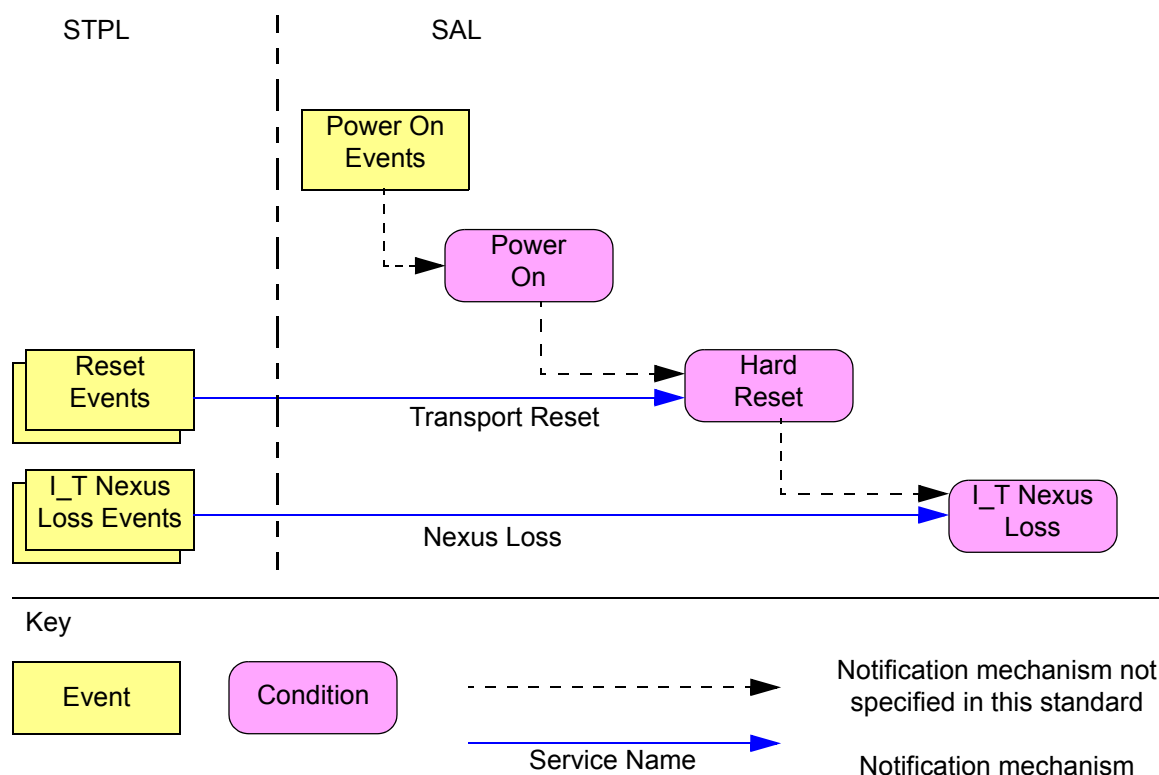 STPL
SAL
Power On
Events
Power
On
Reset
Events
Hard
Reset
Transport Reset
I_T Nexus
Loss Events
I_T Nexus
Loss
Nexus Loss
Key
Event
Condition
Notification mechanism not
specified in this standard
Service Name
Notification mechanism